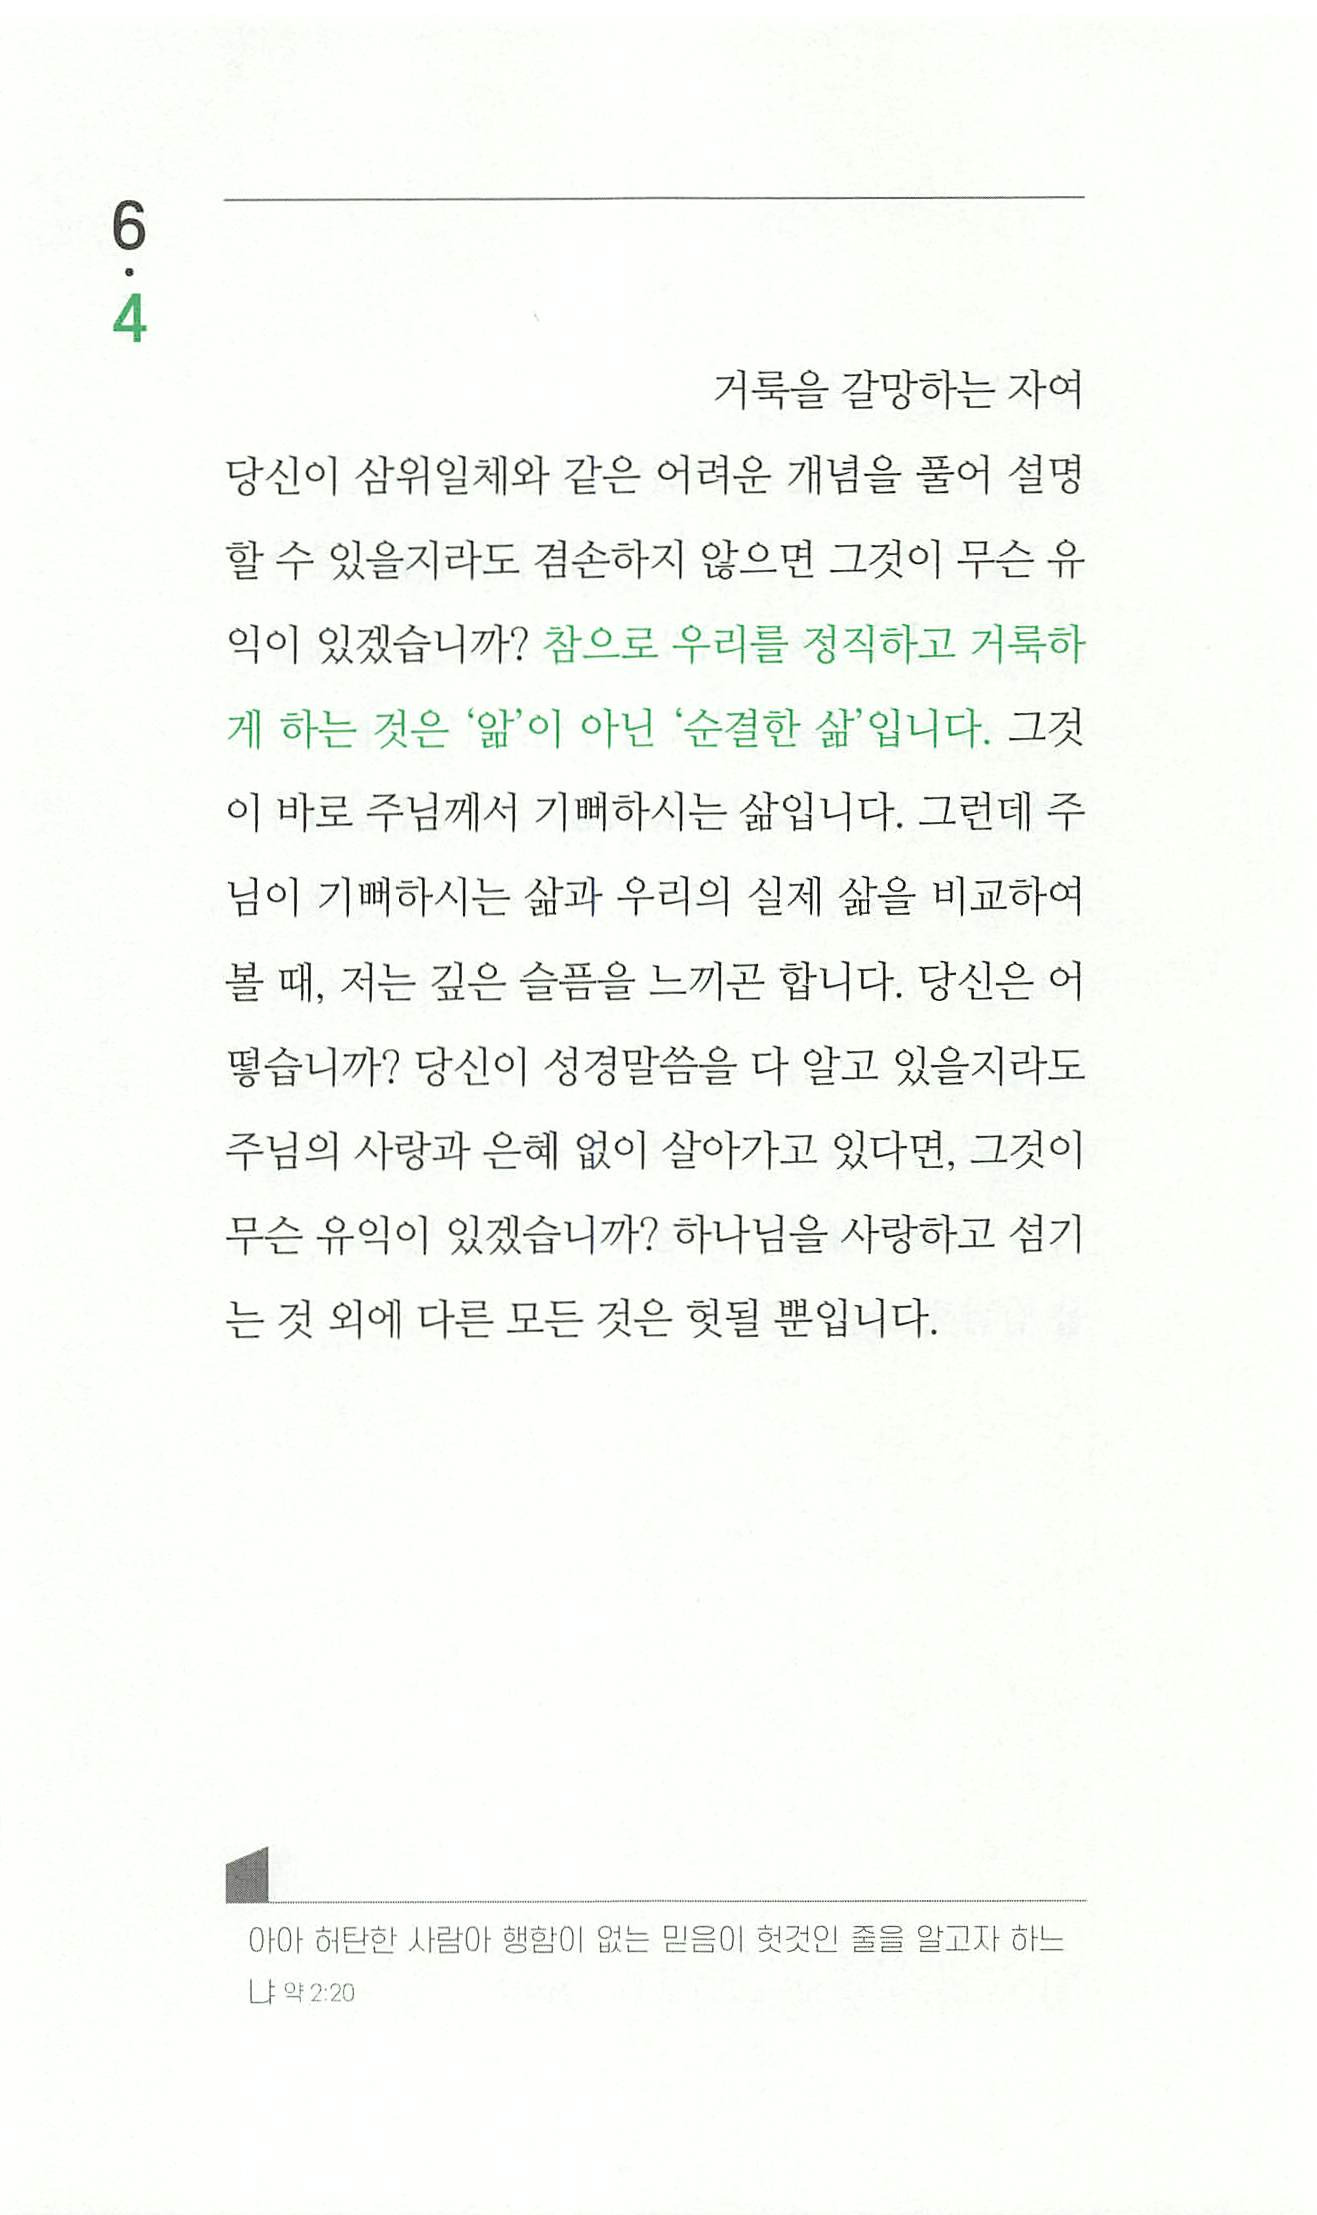 6
·
4
거룩을 갈망하는 자여
당신이 삼위일체와 같은 어려운 개념을 풀어 설명
할 수 있을지라도 겸손하지 않으면 그것이 무슨 유
익이 있겠습니까? 참으로 우리를 정직하고 거룩하
게 하는 것은 ‘앎’이 아닌 ‘순결한 삶’입니다. 그것
이 바로 주님께서 기뻐하시는 삶입니다. 그런데 주
님이 기뻐하시는 삶과 우리의 실제 삶을 비교하여
볼 때, 저는 깊은 슬픔을 느끼곤 합니다. 당신은 어
떻습니까? 당신이 성경말씀을 다 알고 있을지라도
주님의 사랑과 은혜 없이 살아가고 있다면, 그것이
무슨 유익이 있겠습니까? 하나님을 사랑하고 섬기
는 것 외에 다른 모든 것은 헛될 뿐입니다.
아아 허탄한 사람아 행함이 없는 믿음이 헛것인 줄을 알고자 하느
냐 약 2:20